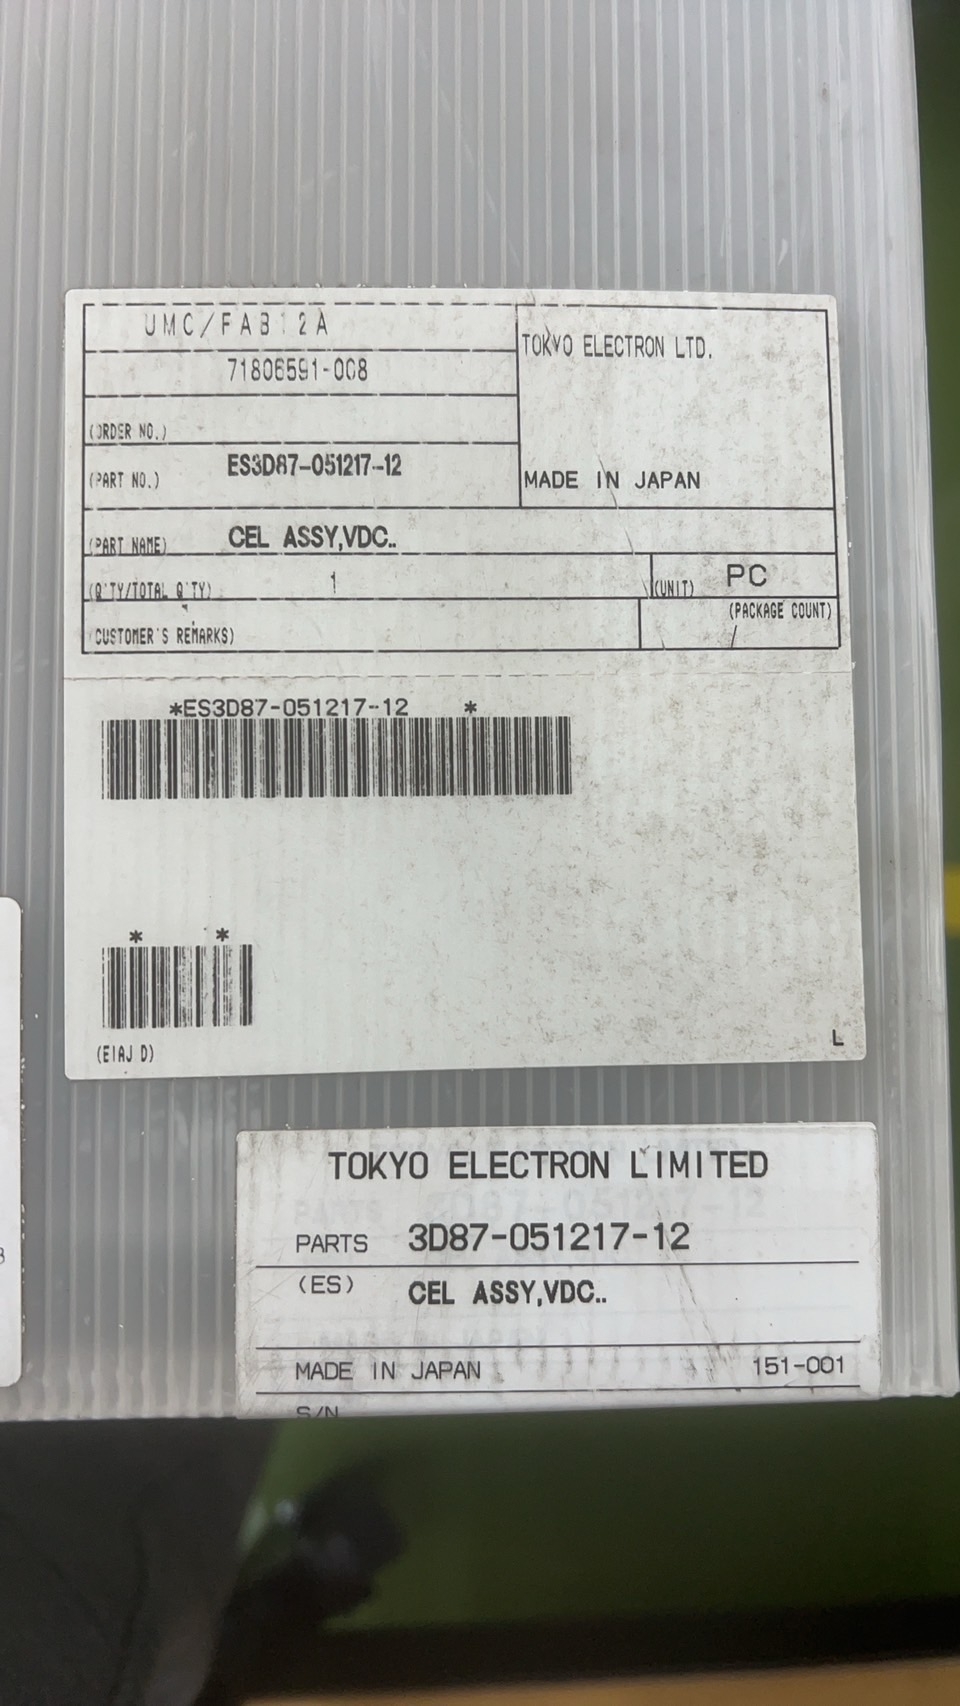 UMC/FAB12A
TOKYO ELECTRON LTD.
71806591-008
(ORDER NO.)
(PART NO.) ES3D87-051217-12
MADE IN JAPAN
(PART NAME) CEL ASSY,VDC..
(Q'TY/TOTAL Q'TY) 1
(UNIT) PC
(PACKAGE COUNT)
CUSTOMER'S REMARKS)
/
*ES3D87-051217-12 *
* *
(EIAJ D)
L
TOKYO ELECTRON LIMITED
PARTS 3D87-051217-12
(ES) CEL ASSY,VDC..
MADE IN JAPAN 151-001
S/N